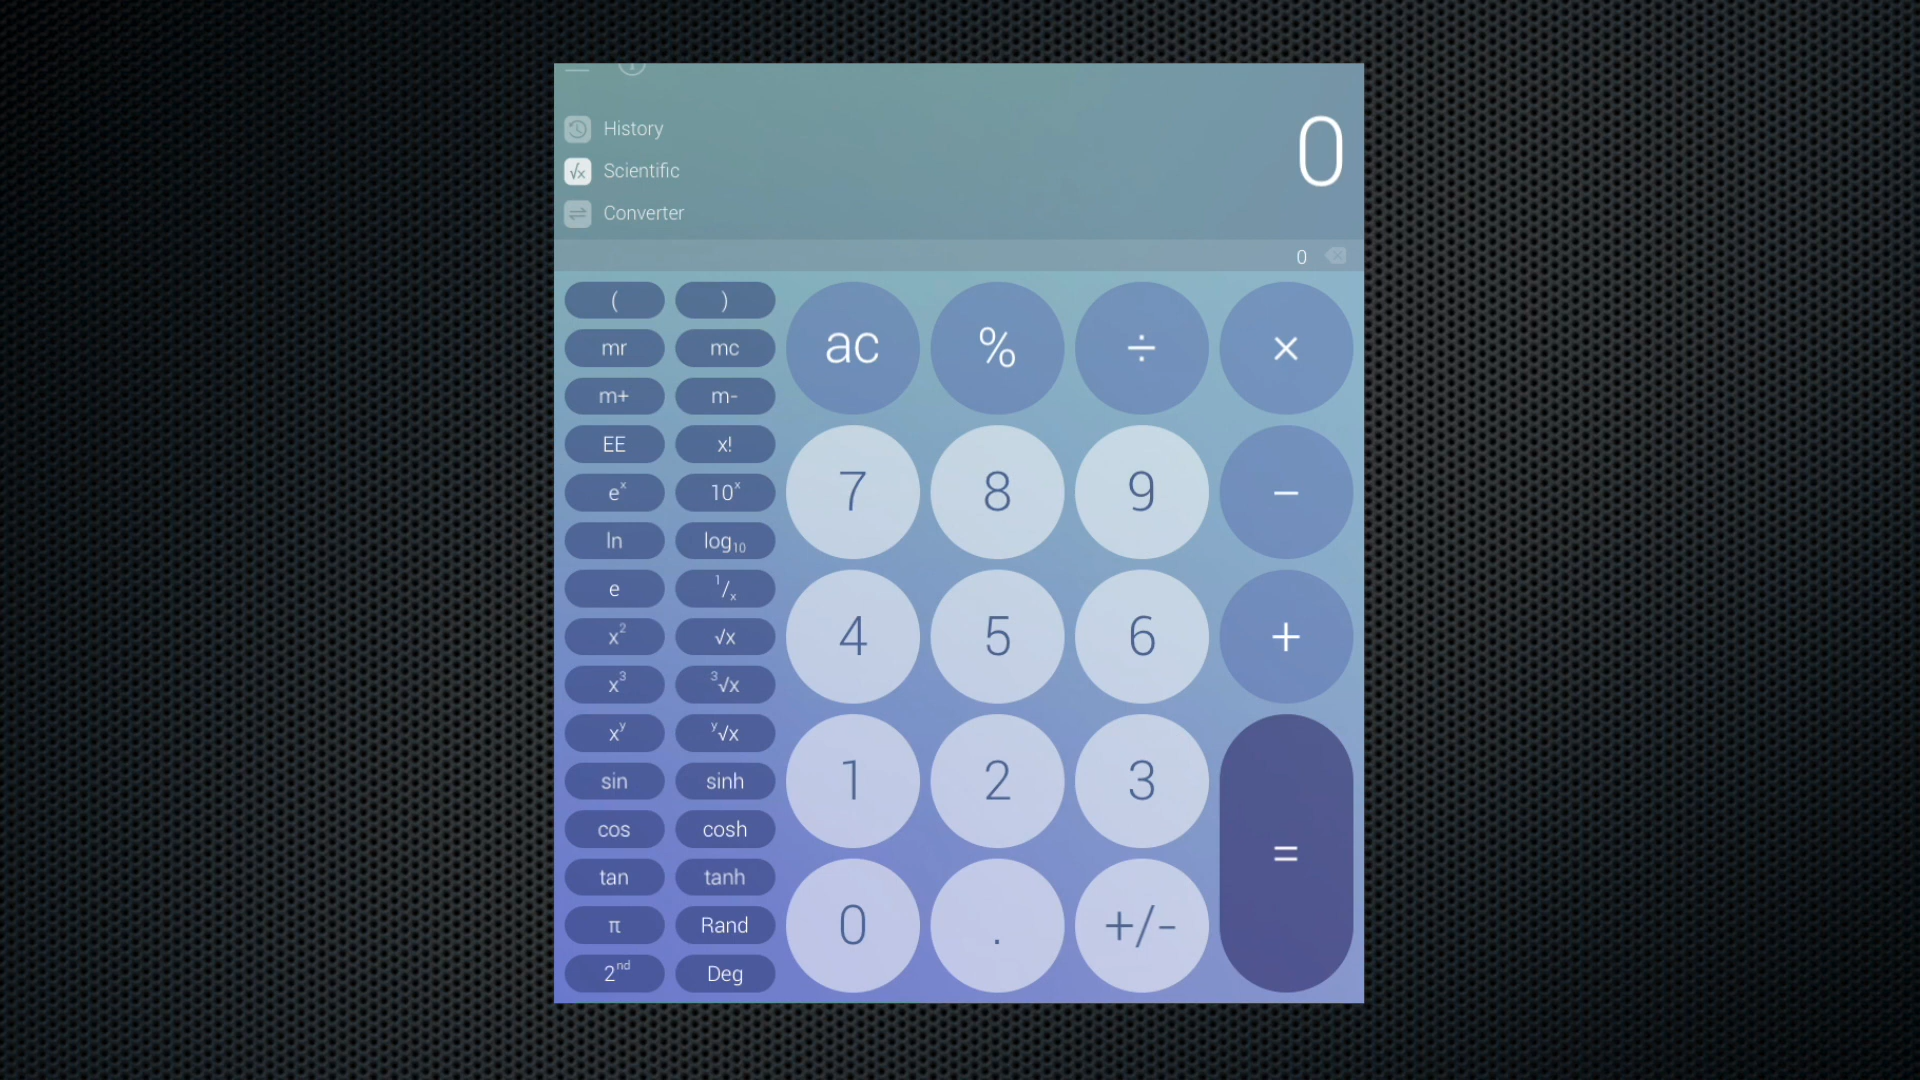 History
0
Scientific
Converter
0
( ) ac % ÷ ×
mr mc
m+ m-
EE x! 7 8 9 −
eˣ 10ˣ
ln log₁₀
e ¹/ₓ 4 5 6 +
x² √x
x³ ³√x
xʸ ʸ√x 1 2 3 =
sin sinh
cos cosh
tan tanh 0 . +/-
π Rand
2ⁿᵈ Deg